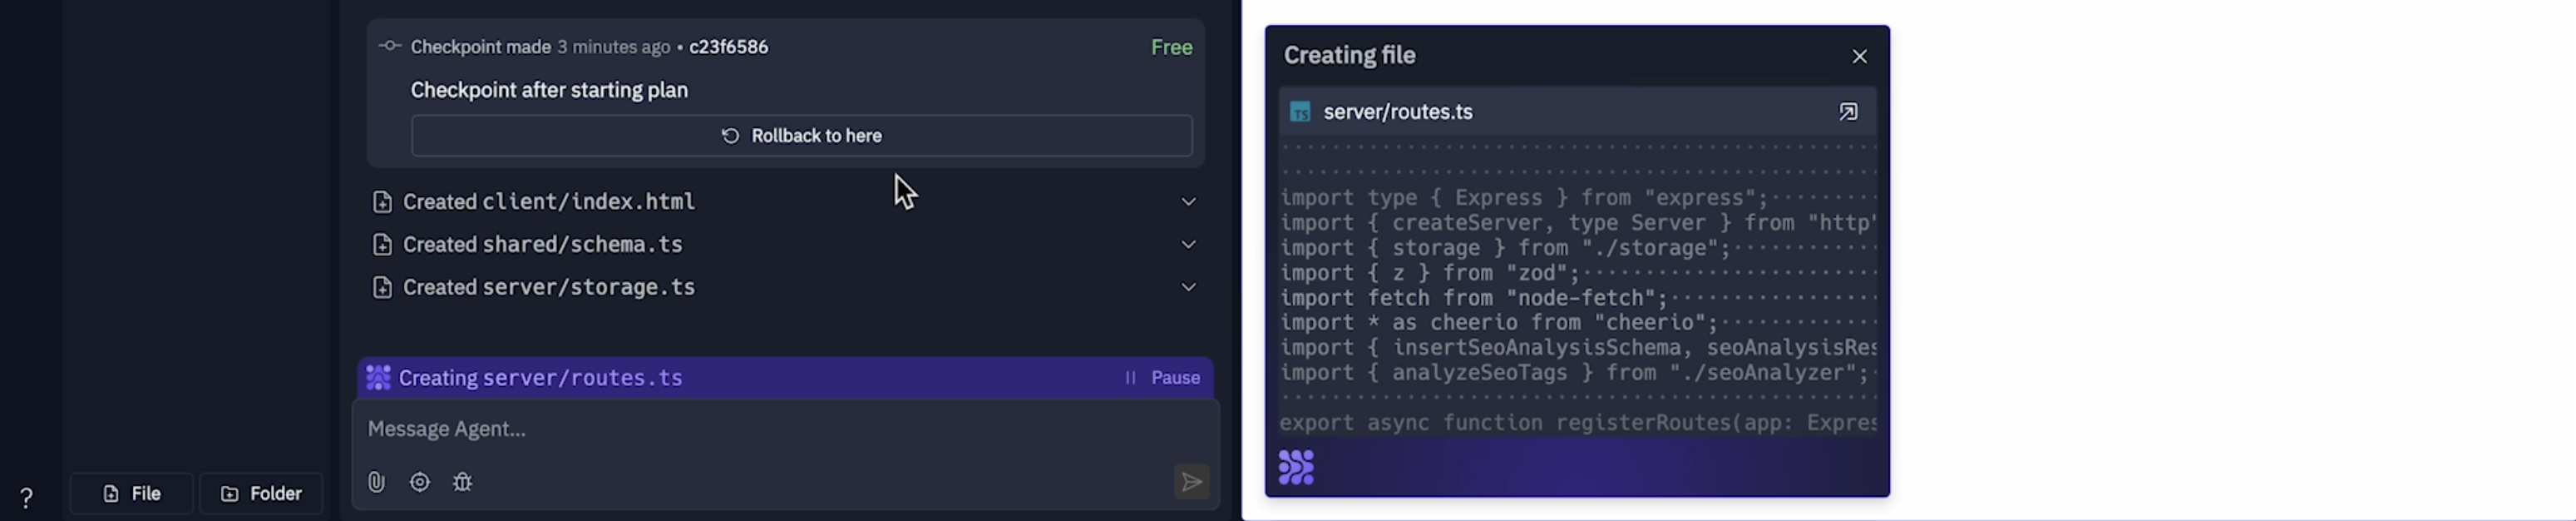 Checkpoint made 3 minutes ago • c23f6586
Free
Checkpoint after starting plan
Rollback to here
Created client/index.html
Created shared/schema.ts
Created server/storage.ts
Creating server/routes.ts
Pause
Message Agent...
?
File
Folder
Creating file
TS
server/routes.ts
import type { Express } from "express";
import { createServer, type Server } from "http"
import { storage } from "./storage";
import { z } from "zod";
import fetch from "node-fetch";
import * as cheerio from "cheerio";
import { insertSeoAnalysisSchema, seoAnalysisRes
import { analyzeSeoTags } from "./seoAnalyzer";
export async function registerRoutes(app: Expres